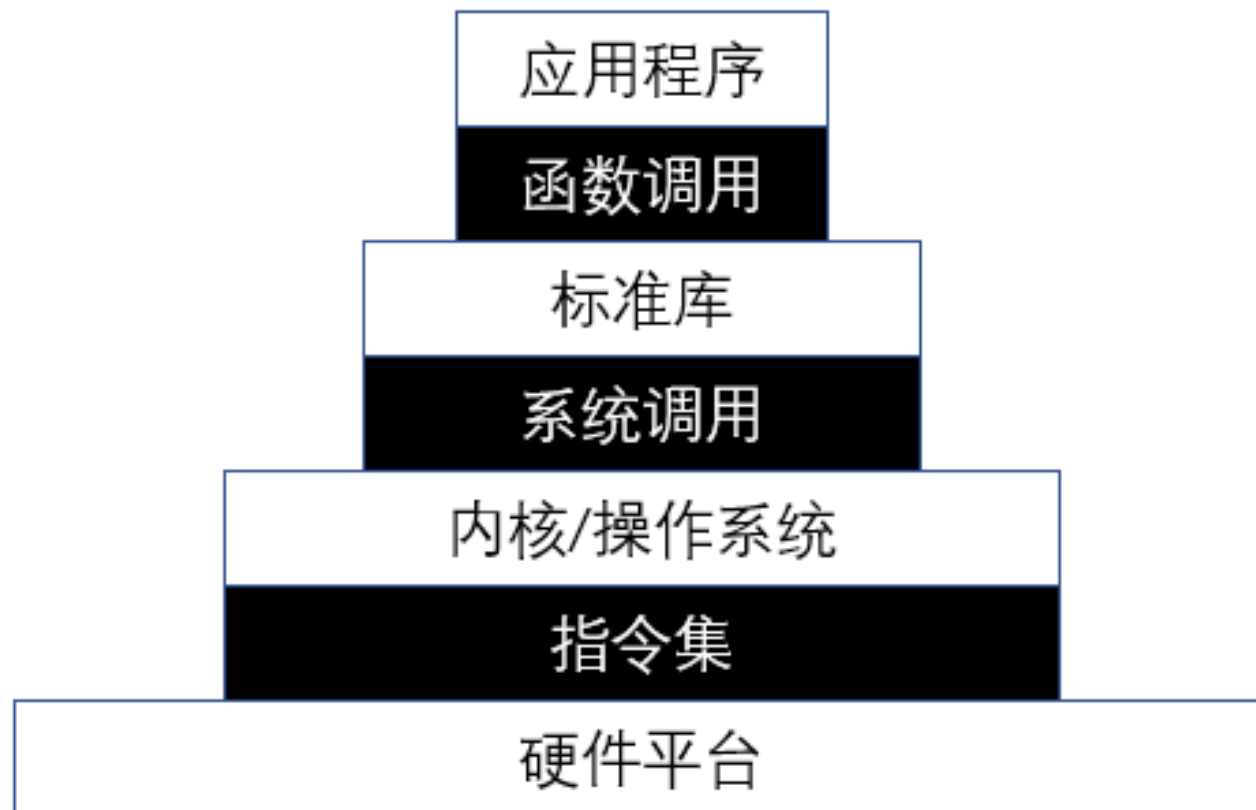 应用程序
函数调用
标准库
系统调用
内核/操作系统
指令集
硬件平台